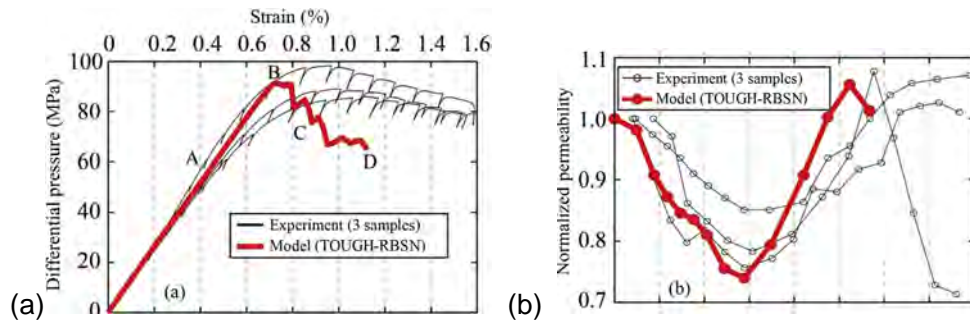 (a)
Strain (%)
0 0.2 0.4 0.6 0.8 1.0 1.2 1.4 1.6
Differential pressure (MPa)
100
80
60
40
20
0
A
B
C
D
Experiment (3 samples)
Model (TOUGH-RBSN)
(a)
(b)
Normalized permeability
1.1
1.0
0.9
0.8
0.7
Experiment (3 samples)
Model (TOUGH-RBSN)
(b)